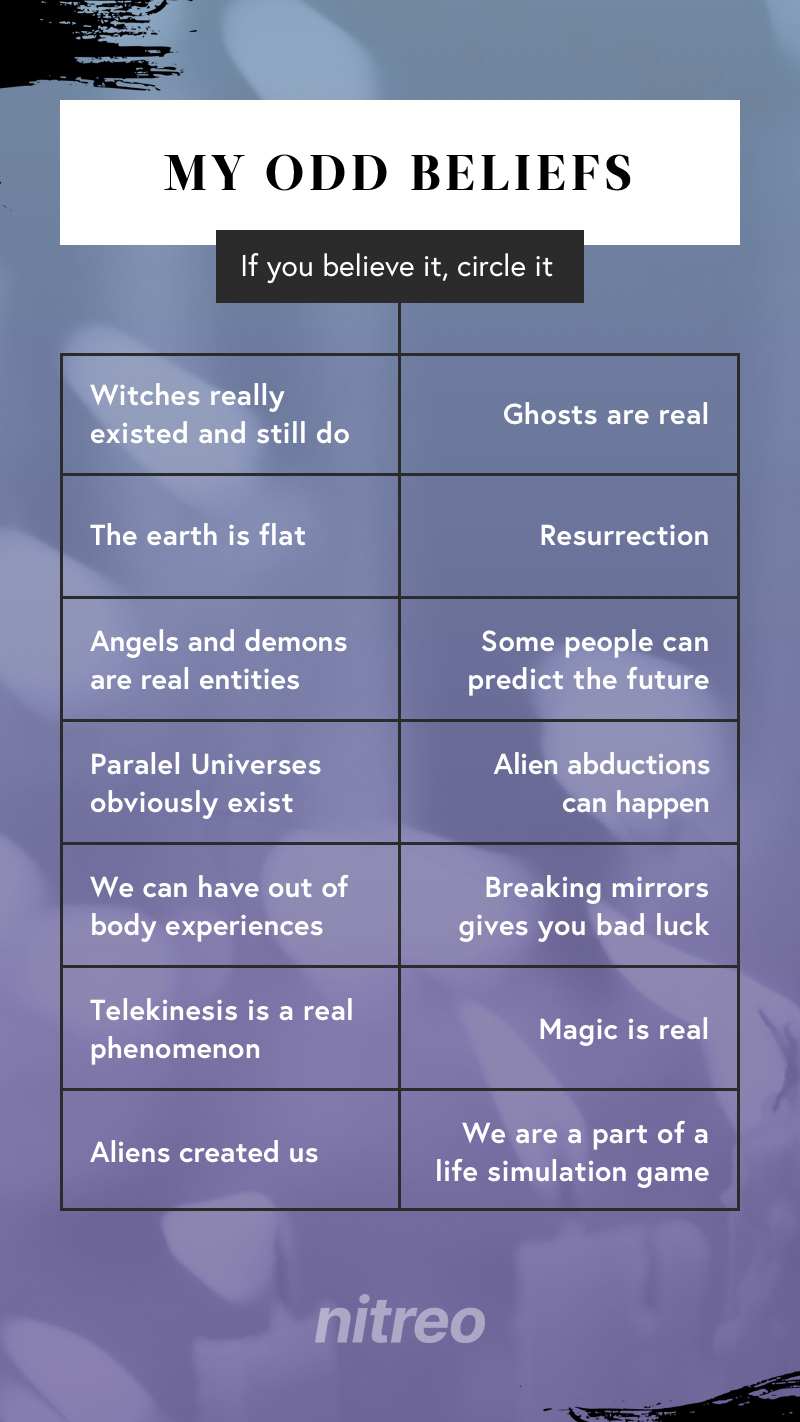 MY ODD BELIEFS
If you believe it, circle it
Witches really
existed and still do
Ghosts are real
The earth is flat
Resurrection
Angels and demons
are real entities
Some people can
predict the future
Paralel Universes
obviously exist
Alien abductions
can happen
We can have out of
body experiences
Breaking mirrors
gives you bad luck
Telekinesis is a real
phenomenon
Magic is real
Aliens created us
We are a part of a
life simulation game
nitreo